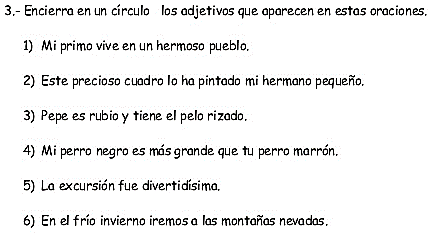 3.- Encierra en un círculo los adjetivos que aparecen en estas oraciones.
1) Mi primo vive en un hermoso pueblo.
2) Este precioso cuadro lo ha pintado mi hermano pequeño.
3) Pepe es rubio y tiene el pelo rizado.
4) Mi perro negro es más grande que tu perro marrón.
5) La excursión fue divertidísima.
6) En el frío invierno iremos a las montañas nevadas.